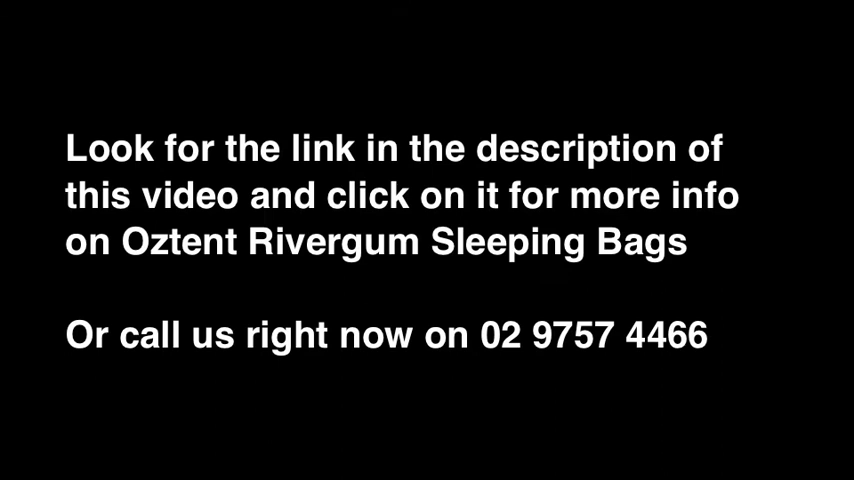 Look for the link in the description of
this video and click on it for more info
on Oztent Rivergum Sleeping Bags
Or call us right now on 02 9757 4466